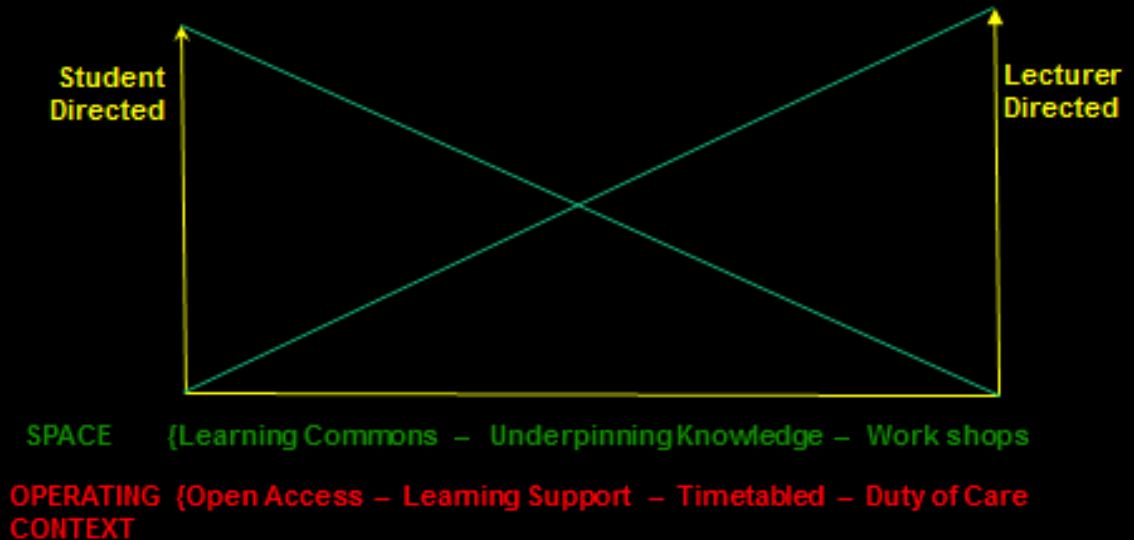 Student
Directed
Lecturer
Directed
SPACE {Learning Commons – Underpinning Knowledge – Work shops
OPERATING {Open Access – Learning Support – Timetabled – Duty of Care
CONTEXT